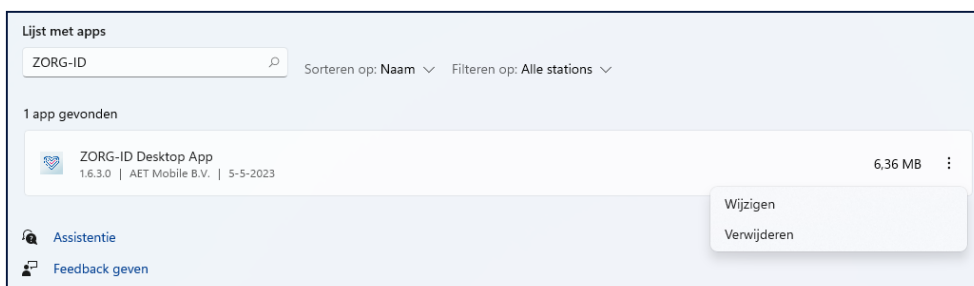 Lijst met apps
ZORG-ID
Sorteren op: Naam Filteren op: Alle stations
1 app gevonden
ZORG-ID Desktop App
1.6.3.0 | AET Mobile B.V. | 5-5-2023
6,36 MB
Wijzigen
Verwijderen
Assistentie
Feedback geven